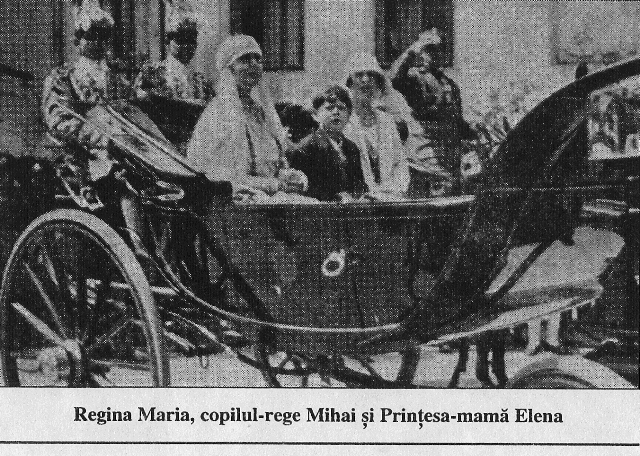 Regina Maria, copilul-rege Mihai și Prințesa-mamă Elena